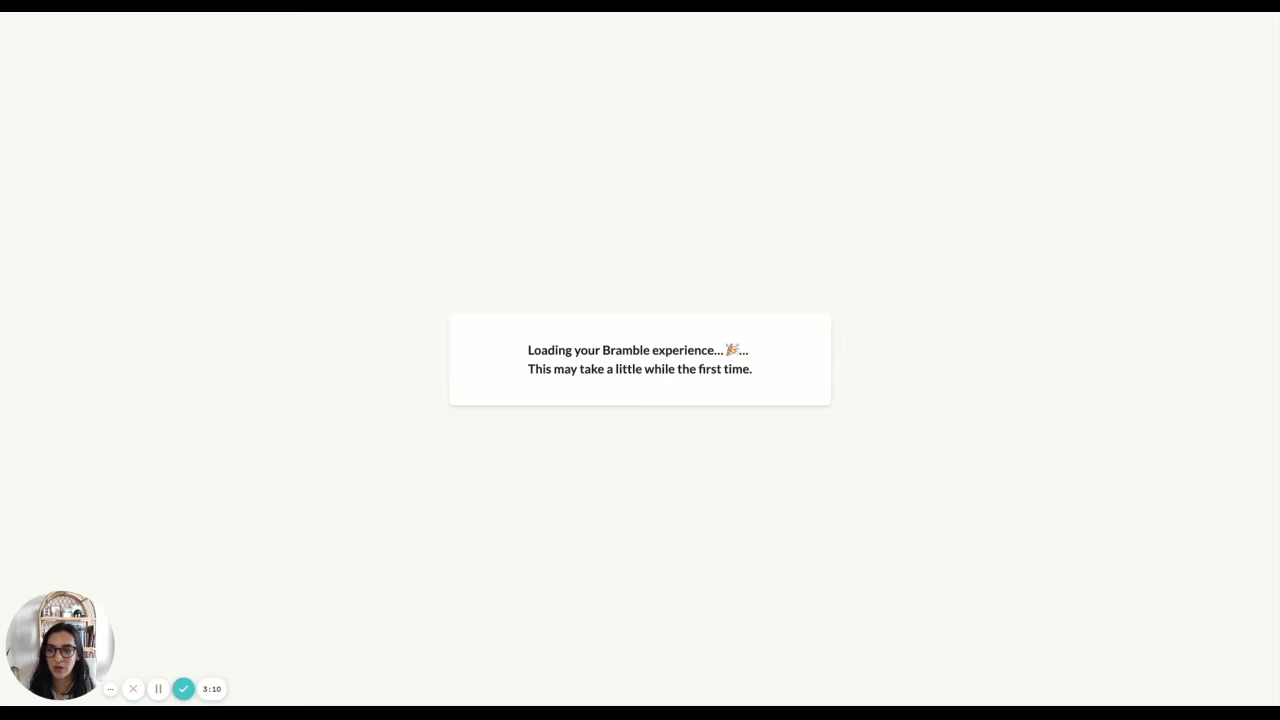 Loading your Bramble experience... 🎉...
This may take a little while the first time.
3:10